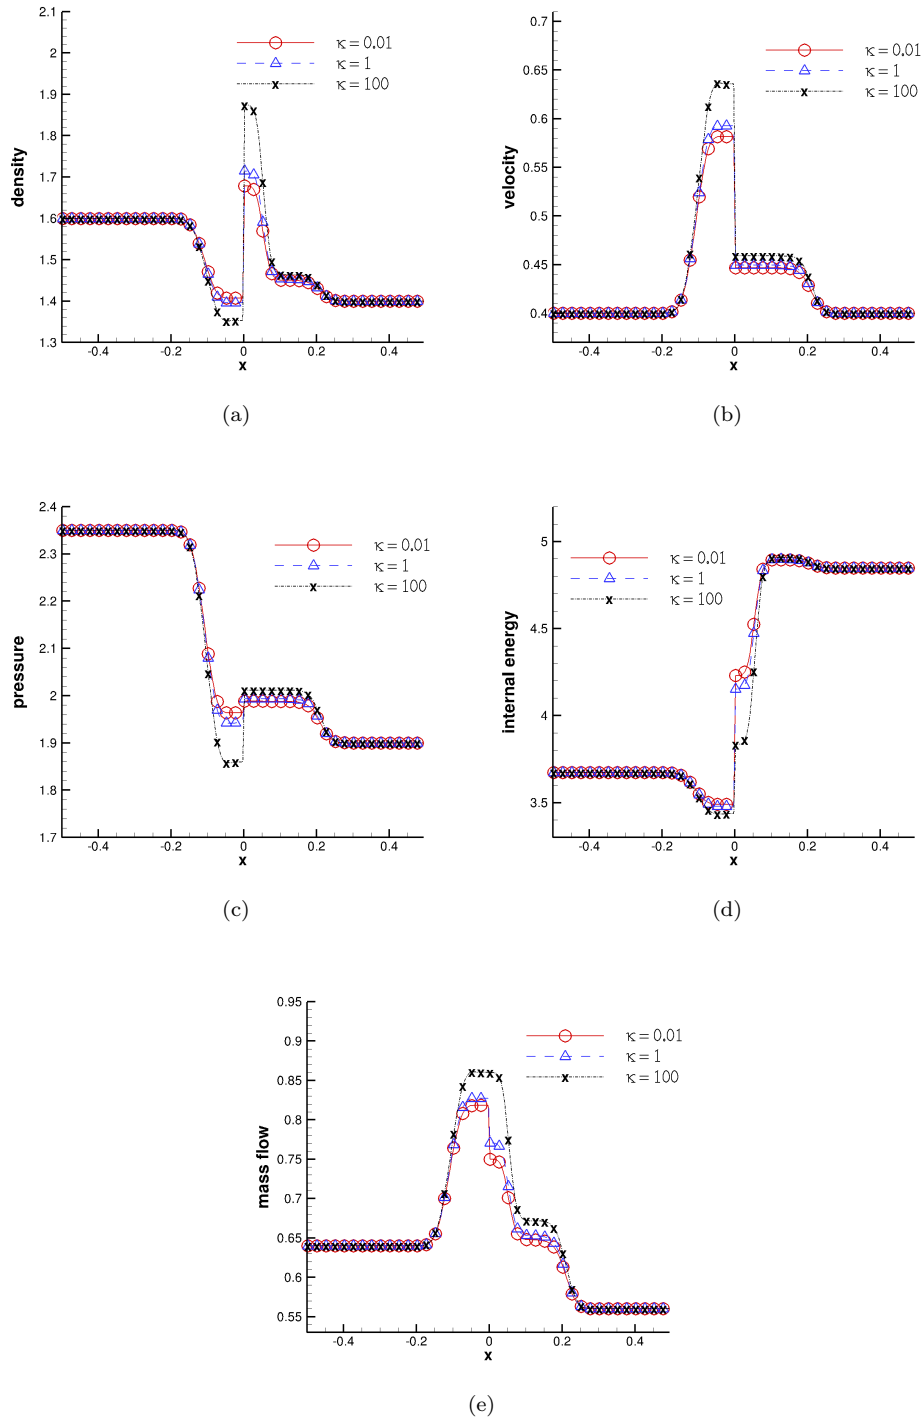 density
2.1
2
1.9
1.8
1.7
1.6
1.5
1.4
1.3
-0.4
-0.2
0
0.2
0.4
x
κ = 0.01
κ = 1
κ = 100
(a)
velocity
0.7
0.65
0.6
0.55
0.5
0.45
0.4
-0.4
-0.2
0
0.2
0.4
x
κ = 0.01
κ = 1
κ = 100
(b)
pressure
2.4
2.3
2.2
2.1
2
1.9
1.8
1.7
-0.4
-0.2
0
0.2
0.4
x
κ = 0.01
κ = 1
κ = 100
(c)
internal energy
5
4.5
4
3.5
-0.4
-0.2
0
0.2
0.4
x
κ = 0.01
κ = 1
κ = 100
(d)
mass flow
0.95
0.9
0.85
0.8
0.75
0.7
0.65
0.6
0.55
-0.4
-0.2
0
0.2
0.4
x
κ = 0.01
κ = 1
κ = 100
(e)